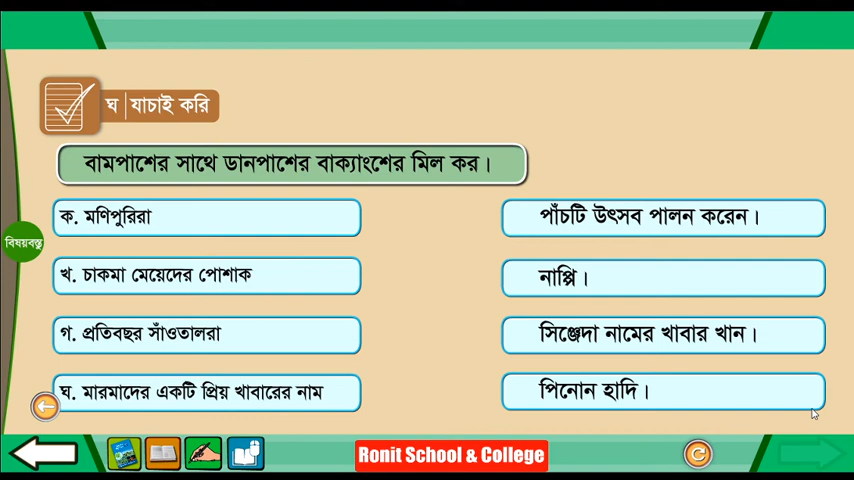 ঘ | যাচাই করি
বামপাশের সাথে ডানপাশের বাক্যাংশের মিল কর।
ক. মণিপুরিরা
পাঁচটি উৎসব পালন করেন।
বিষয়বস্তু
খ. চাকমা মেয়েদের পোশাক
নাপ্পি।
গ. প্রতিবছর সাঁওতালরা
সিঞ্জেদা নামের খাবার খান।
ঘ. মারমাদের একটি প্রিয় খাবারের নাম
পিনোন হাদি।
Ronit School & College